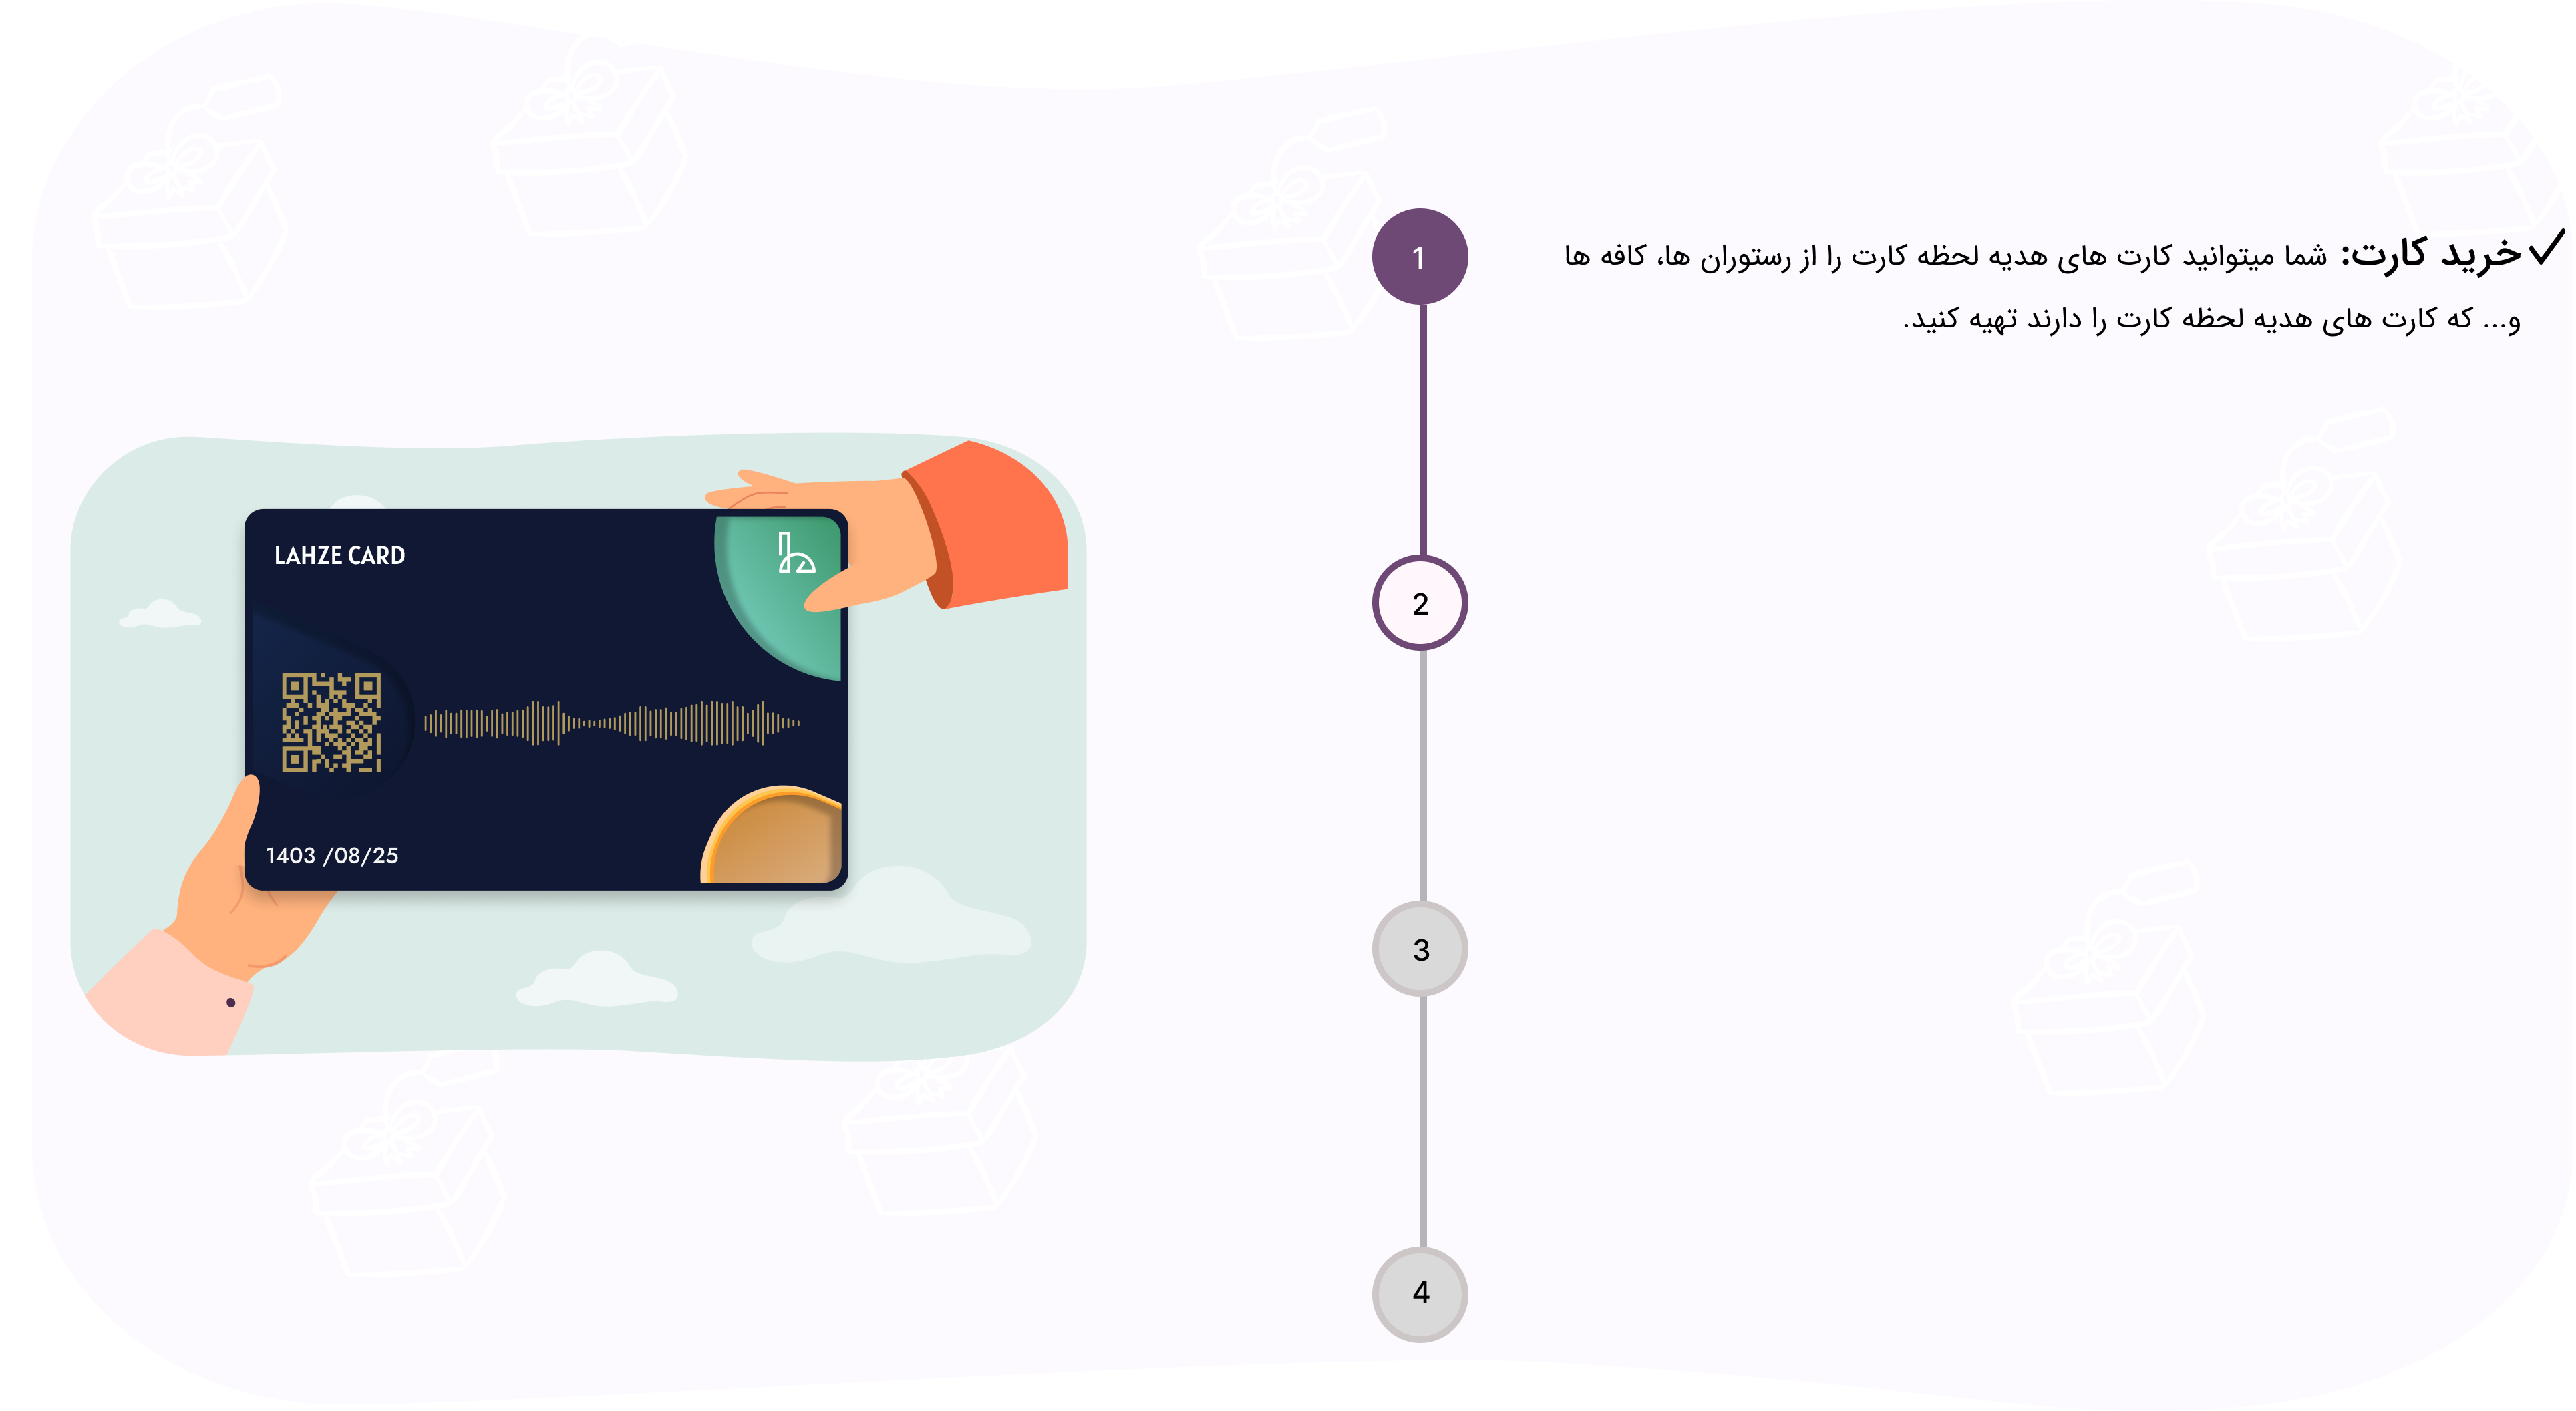 خرید کارت: شما میتوانید کارت های هدیه لحظه کارت را از رستوران ها، کافه ها
و... که کارت های هدیه لحظه کارت را دارند تهیه کنید.
1
2
3
4
LAHZE CARD
1403 /08/25